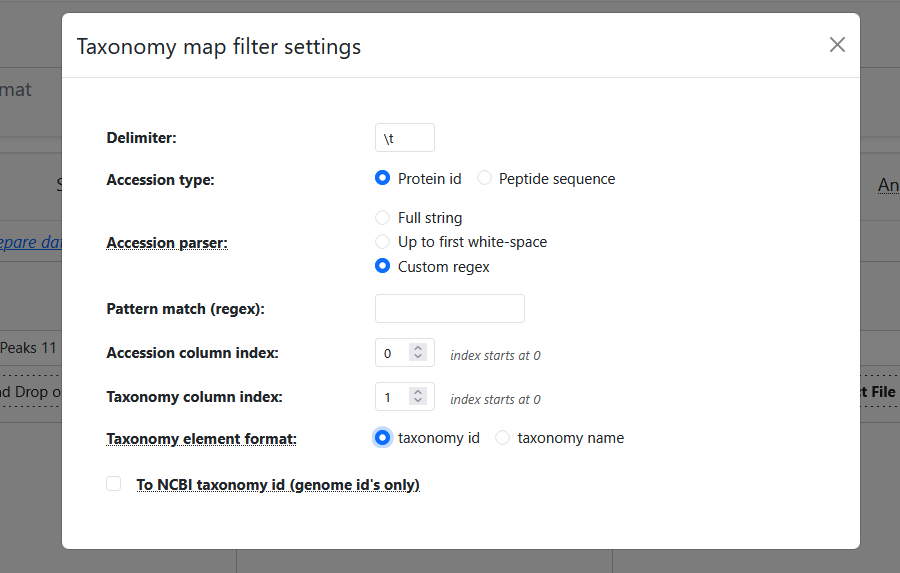 Taxonomy map filter settings
mat
Delimiter: \t
Accession type: Protein id Peptide sequence
An
Full string
epare dat
Accession parser: Up to first white-space
Custom regex
Pattern match (regex):
Peaks 11
Accession column index: 0 index starts at 0
nd Drop o
Taxonomy column index: 1 index starts at 0
t File
Taxonomy element format: taxonomy id taxonomy name
To NCBI taxonomy id (genome id's only)